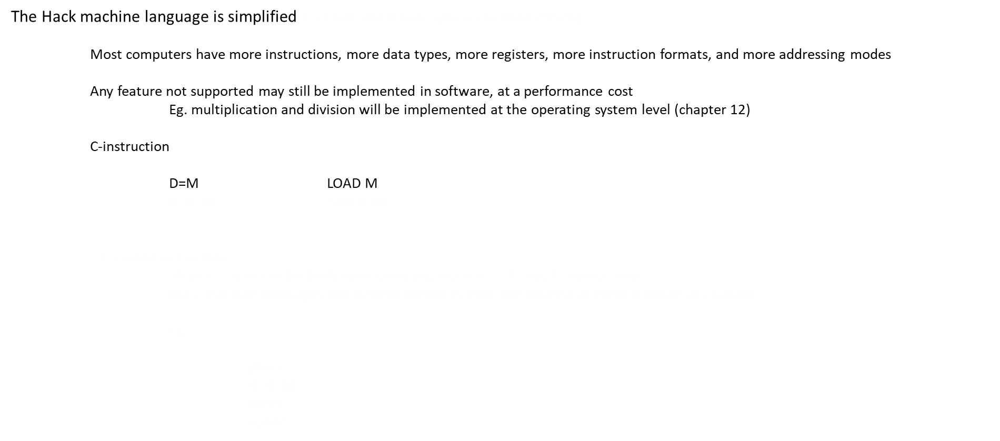 The Hack machine language is simplified
Most computers have more instructions, more data types, more registers, more instruction formats, and more addressing modes
Any feature not supported may still be implemented in software, at a performance cost
Eg. multiplication and division will be implemented at the operating system level (chapter 12)
C-instruction
D=M LOAD M